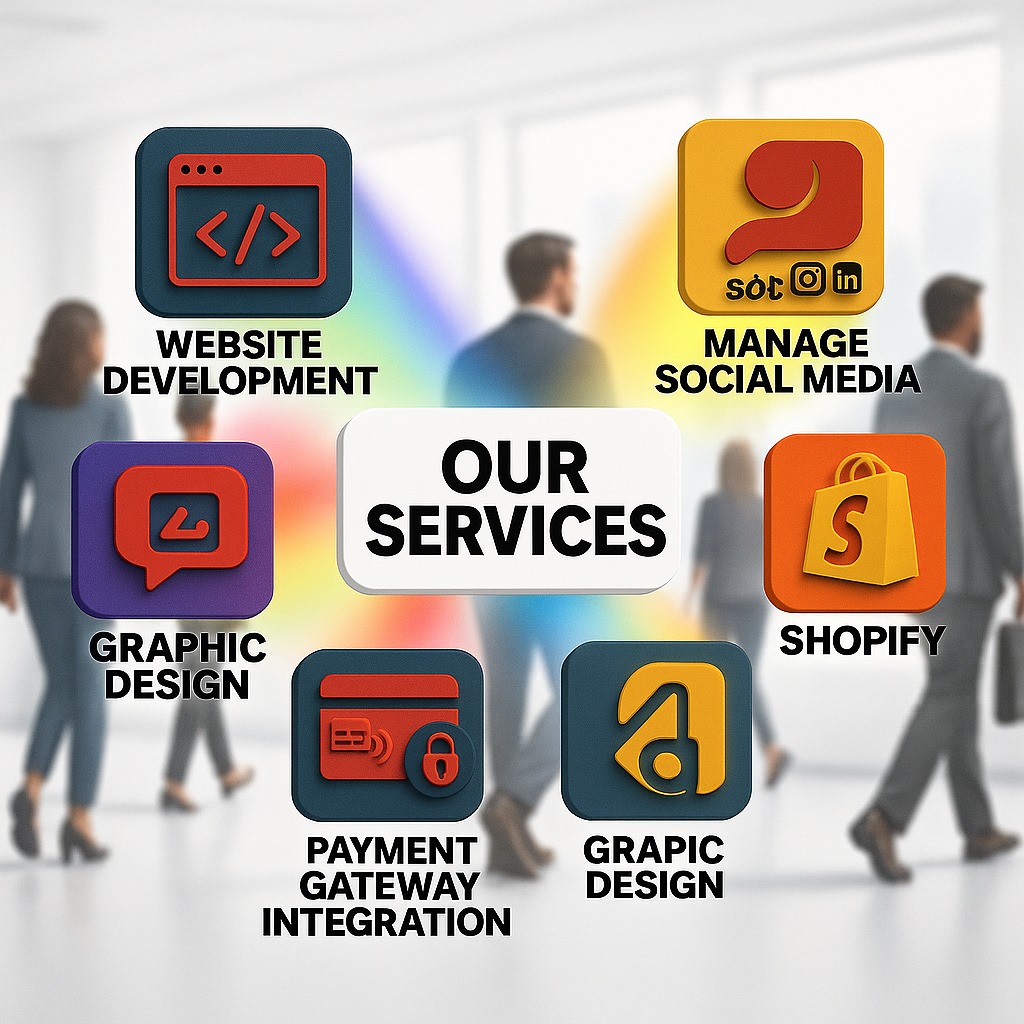 WEBSITE
DEVELOPMENT
MANAGE
SOCIAL MEDIA
OUR
SERVICES
GRAPHIC
DESIGN
S
SHOPIFY
PAYMENT
GATEWAY
INTEGRATION
GRAPIC
DESIGN